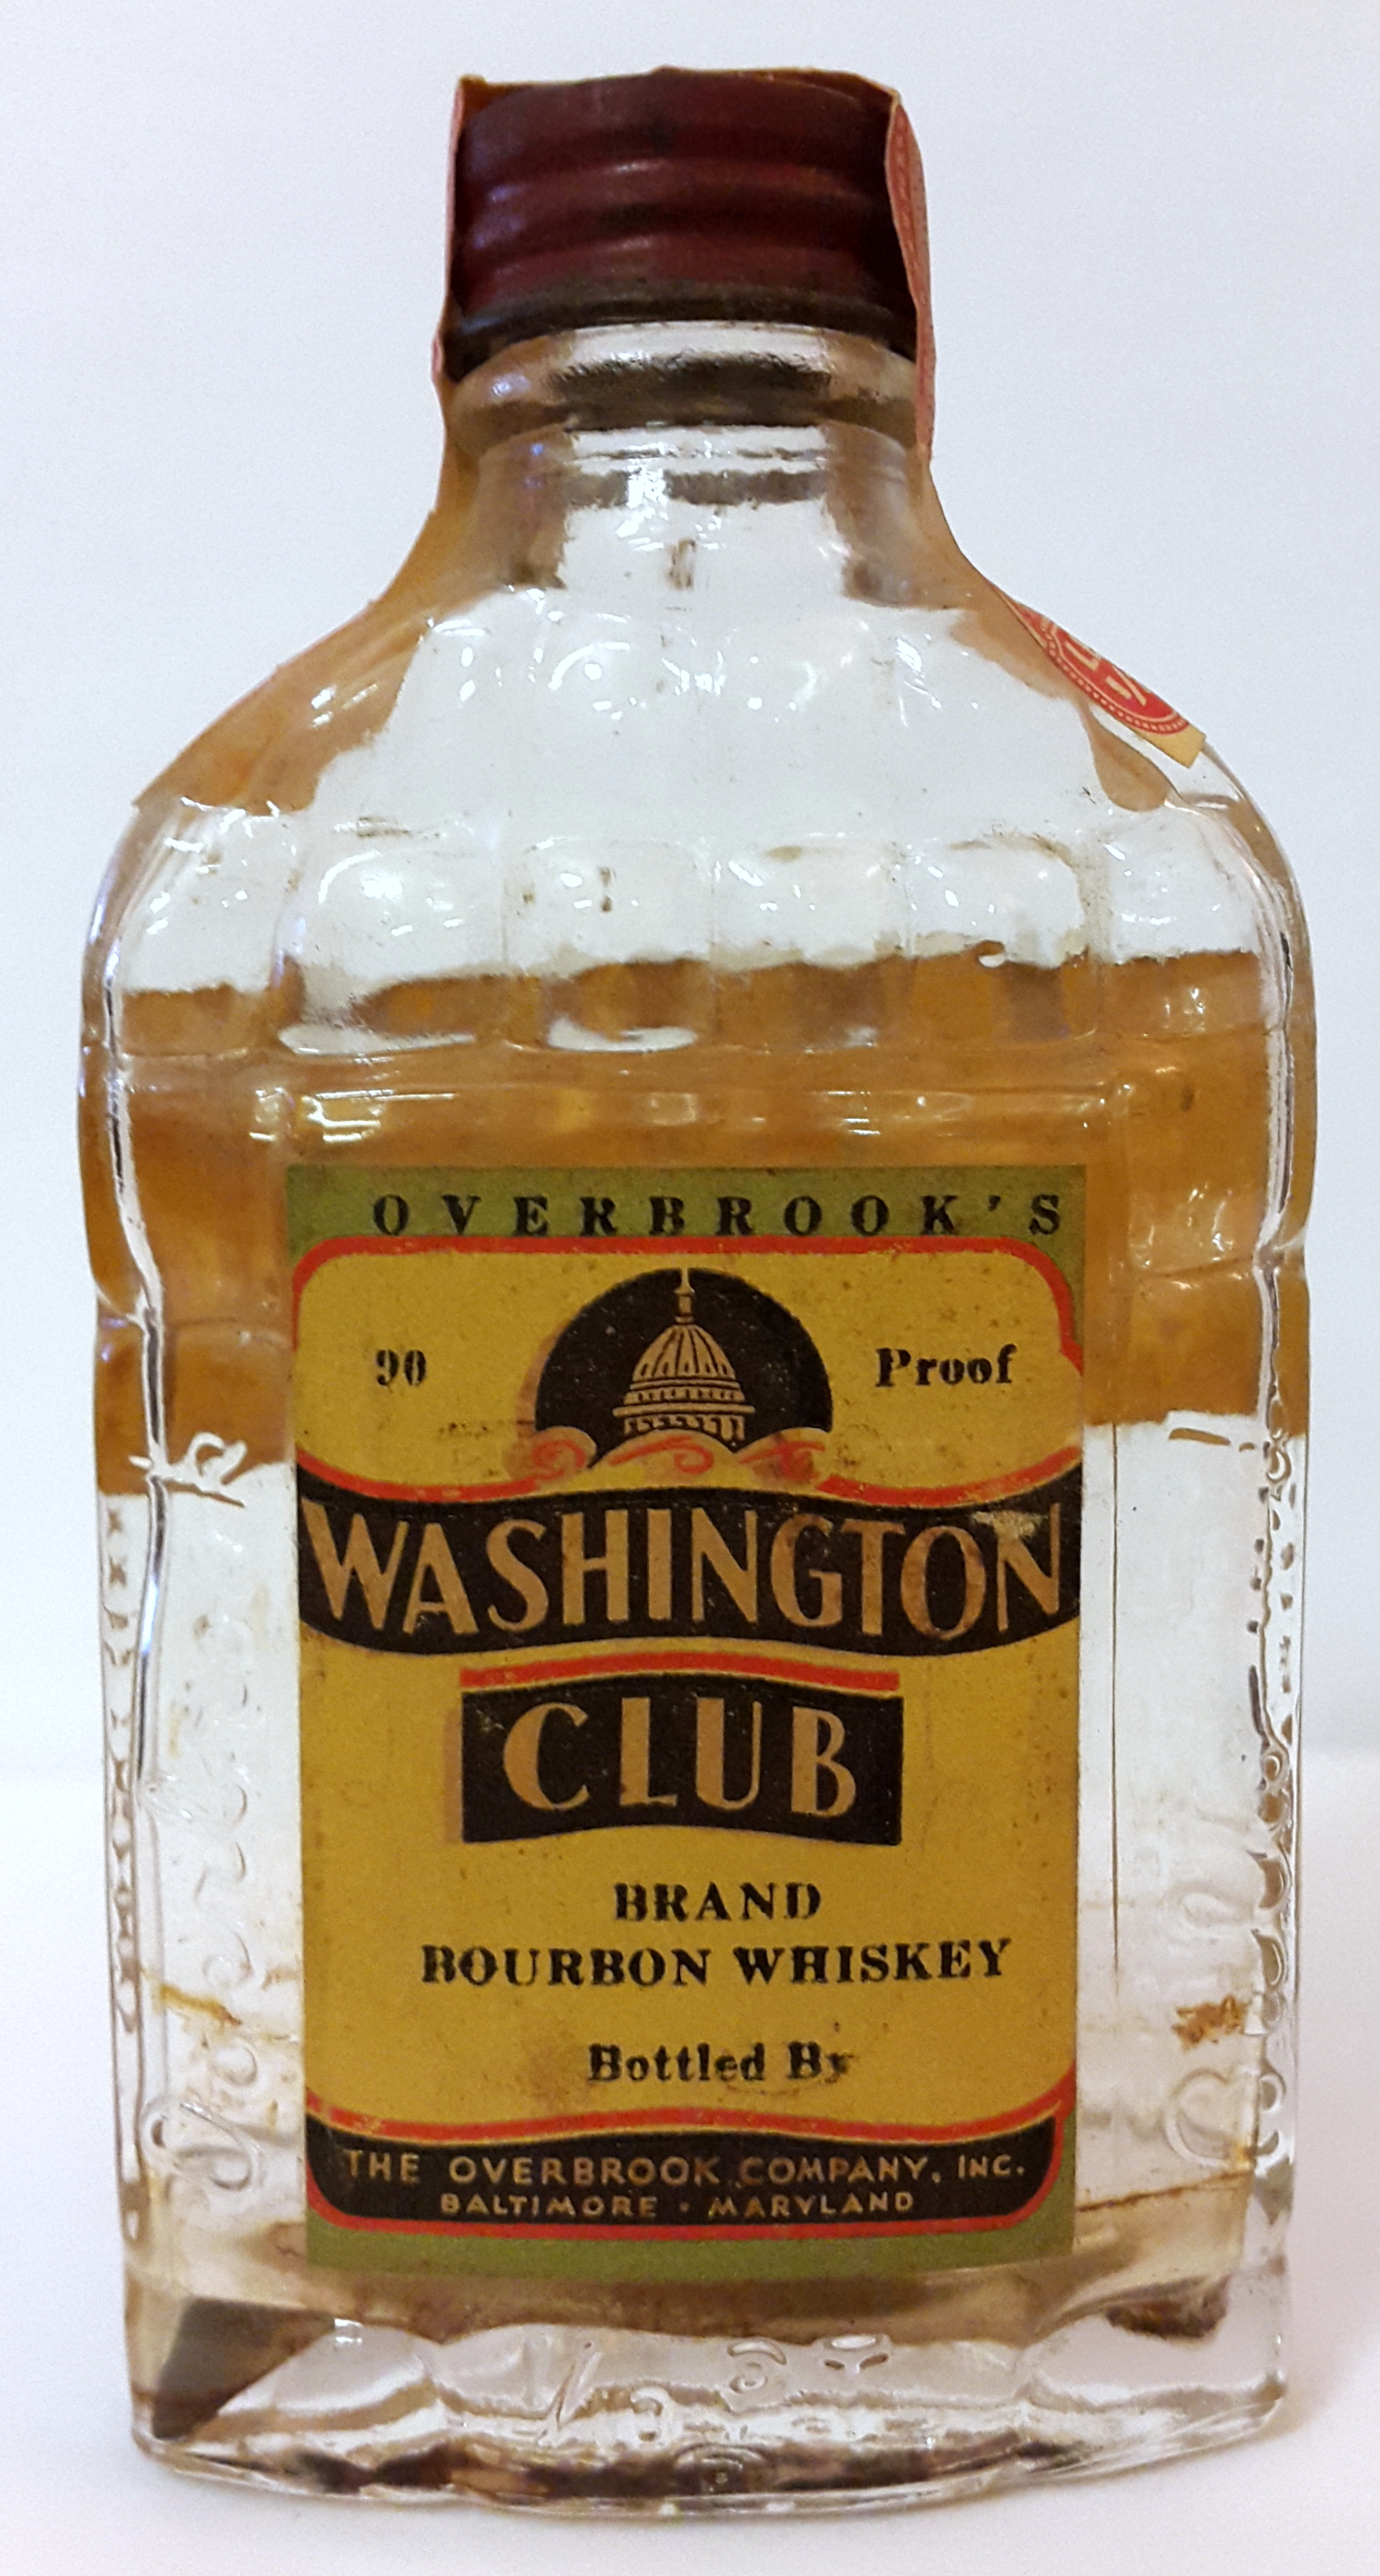 OVERBROOK'S
90 Proof
WASHINGTON
CLUB
BRAND
BOURBON WHISKEY
Bottled By
THE OVERBROOK COMPANY, INC.
BALTIMORE · MARYLAND